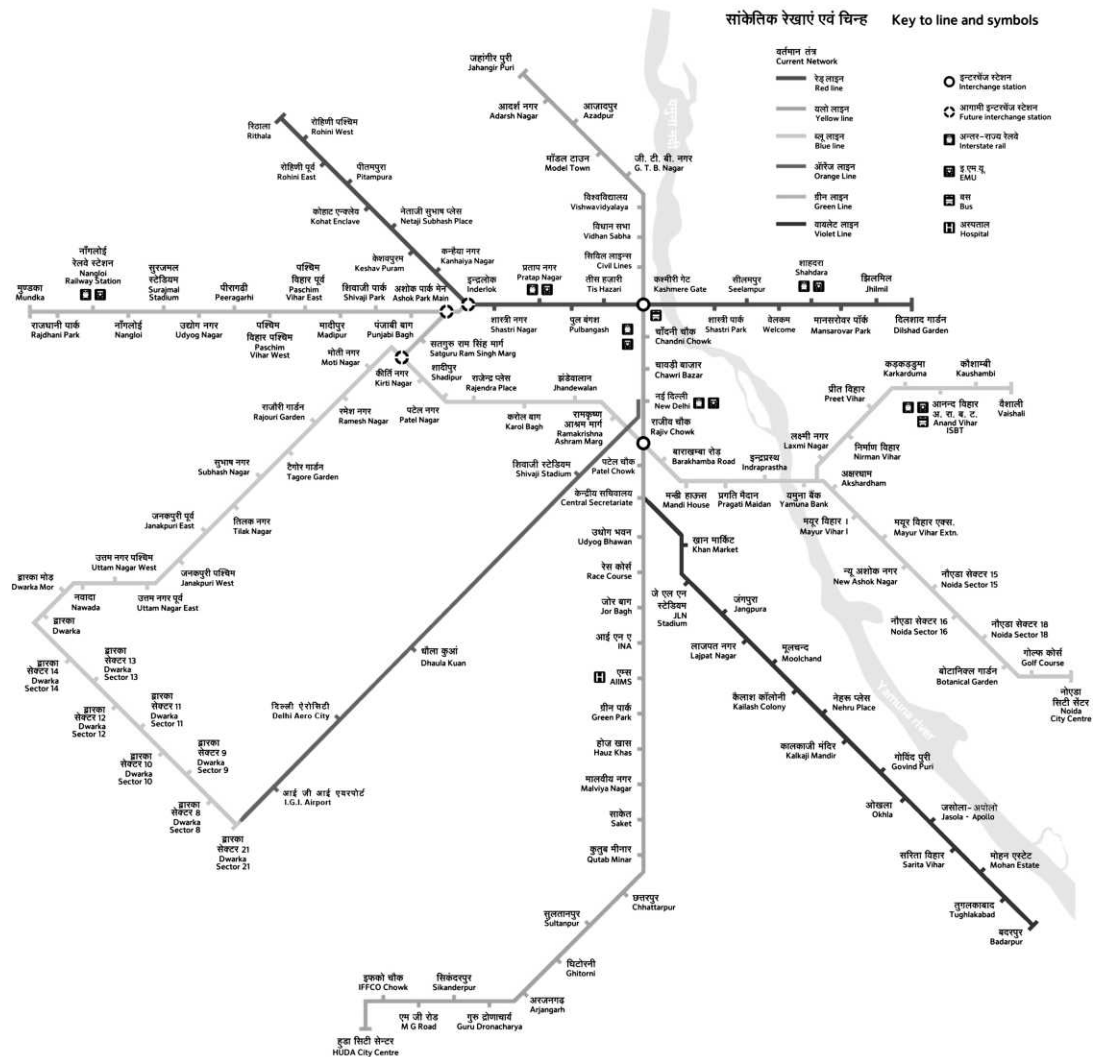 सांकेतिक रेखाएं एवं चिन्ह Key to line and symbols
वर्तमान तंत्र
Current Network
रेड् लाइन
Red line
यलो लाइन
Yellow line
ब्लू लाइन
Blue line
ऑरेंज लाइन
Orange Line
ग्रीन लाइन
Green Line
वायलेट लाइन
Violet Line
इन्टरचेंज स्टेशन
Interchange station
आगामी इन्टरचेंज स्टेशन
Future interchange station
अन्तर-राज्य रेलवे
Interstate rail
इ.एम.यू
EMU
बस
Bus
अस्पताल
Hospital
जहांगीर पुरी
Jahangir Puri
आदर्श नगर
Adarsh Nagar
आज़ादपुर
Azadpur
मॉडल टाउन
Model Town
जी. टी. बी. नगर
G. T. B. Nagar
विश्वविद्यालय
Vishwavidyalaya
विधान सभा
Vidhan Sabha
सिविल लाइन्स
Civil Lines
यमुना नदी
रिठाला
Rithala
रोहिणी पश्चिम
Rohini West
रोहिणी पूर्व
Rohini East
पीतमपुरा
Pitampura
कोहाट एन्क्लेव
Kohat Enclave
नेताजी सुभाष प्लेस
Netaji Subhash Place
केशवपुरम
Keshav Puram
कन्हैया नगर
Kanhaiya Nagar
मुण्डका
Mundka
राजधानी पार्क
Rajdhani Park
नाँगलोई
रेलवे स्टेशन
Nangloi
Railway Station
नाँगलोई
Nangloi
सुरजमल
स्टेडियम
Surajmal
Stadium
उद्योग नगर
Udyog Nagar
पीरागढ़ी
Peeragarhi
पश्चिम
विहार पश्चिम
Paschim
Vihar West
पश्चिम
विहार पूर्व
Paschim
Vihar East
मादीपुर
Madipur
शिवाजी पार्क
Shivaji Park
पंजाबी बाग
Punjabi Bagh
अशोक पार्क मेन
Ashok Park Main
इन्द्रलोक
Inderlok
शास्त्री नगर
Shastri Nagar
प्रताप नगर
Pratap Nagar
पुल बंगश
Pulbangash
तीस हजारी
Tis Hazari
कश्मीरी गेट
Kashmere Gate
शास्त्री पार्क
Shastri Park
सीलमपुर
Seelampur
वेलकम
Welcome
शाहदरा
Shahdara
मानसरोवर पॉर्क
Mansarovar Park
झिलमिल
Jhilmil
दिलशाद गार्डन
Dilshad Garden
सतगुरु राम सिंह मार्ग
Satguru Ram Singh Marg
मोती नगर
Moti Nagar
कीर्ति नगर
Kirti Nagar
शादीपुर
Shadipur
पटेल नगर
Patel Nagar
राजेन्द्र प्लेस
Rajendra Place
करोल बाग
Karol Bagh
झंडेवालान
Jhandewalan
रामकृष्ण
आश्रम मार्ग
Ramakrishna
Ashram Marg
चाँदनी चौक
Chandni Chowk
चावड़ी बाजार
Chawri Bazar
नई दिल्ली
New Delhi
राजीव चौक
Rajiv Chowk
पटेल चौक
Patel Chowk
केन्द्रीय सचिवालय
Central Secretariate
उधोग भवन
Udyog Bhawan
रेस कोर्स
Race Course
जोर बाग
Jor Bagh
आई एन ए
INA
एम्स
AIIMS
ग्रीन पार्क
Green Park
होज खास
Hauz Khas
मालवीय नगर
Malviya Nagar
साकेत
Saket
कुतुब मीनार
Qutab Minar
छत्तरपुर
Chhattarpur
सुलतानपुर
Sultanpur
घिटोरनी
Ghitorni
अरजनगढ़
Arjangarh
गुरु द्रोणाचार्य
Guru Dronacharya
सिकंदरपुर
Sikanderpur
एम जी रोड
M G Road
इफको चौक
IFFCO Chowk
हुडा सिटी सेन्टर
HUDA City Centre
बाराखम्बा रोड़
Barakhamba Road
मन्डी हाऊस
Mandi House
प्रगति मैदान
Pragati Maidan
इन्द्रप्रस्थ
Indraprastha
यमुना बैंक
Yamuna Bank
लक्ष्मी नगर
Laxmi Nagar
निर्माण विहार
Nirman Vihar
प्रीत विहार
Preet Vihar
कड़कड़डुमा
Karkarduma
आनन्द विहार
अ. रा. ब. ट.
Anand Vihar
ISBT
कौशाम्बी
Kaushambi
वैशाली
Vaishali
अक्षरघाम
Akshardham
मयूर विहार I
Mayur Vihar I
मयूर विहार एक्स.
Mayur Vihar Extn.
न्यू अशोक नगर
New Ashok Nagar
नौएडा सेक्टर 15
Noida Sector 15
नौएडा सेक्टर 16
Noida Sector 16
नौएडा सेक्टर 18
Noida Sector 18
बोटानिक्ल गार्डन
Botanical Garden
गोल्फ कोर्स
Golf Course
नोएडा
सिटी सेंटर
Noida
City Centre
रमेश नगर
Ramesh Nagar
राजौरी गार्डन
Rajouri Garden
टैगोर गार्डन
Tagore Garden
सुभाष नगर
Subhash Nagar
तिलक नगर
Tilak Nagar
जनकपुरी पूर्व
Janakpuri East
जनकपुरी पश्चिम
Janakpuri West
उत्तम नगर पश्चिम
Uttam Nagar West
उत्तम नगर पूर्व
Uttam Nagar East
नवादा
Nawada
द्वारका मोड़
Dwarka Mor
द्वारका
Dwarka
द्वारका
सेक्टर 14
Dwarka
Sector 14
द्वारका
सेक्टर 13
Dwarka
Sector 13
द्वारका
सेक्टर 12
Dwarka
Sector 12
द्वारका
सेक्टर 11
Dwarka
Sector 11
द्वारका
सेक्टर 10
Dwarka
Sector 10
द्वारका
सेक्टर 9
Dwarka
Sector 9
द्वारका
सेक्टर 8
Dwarka
Sector 8
द्वारका
सेक्टर 21
Dwarka
Sector 21
शिवाजी स्टेडियम
Shivaji Stadium
धौला कुआं
Dhaula Kuan
दिल्ली ऐरोसिटी
Delhi Aero City
आई जी आई एयरपोर्ट
I.G.I. Airport
ख़ान मार्किट
Khan Market
जे एल एन
स्टेडियम
JLN
Stadium
जंगपुरा
Jangpura
लाजपत नगर
Lajpat Nagar
मूलचन्द
Moolchand
कैलाश कॉलोनी
Kailash Colony
नेहरू प्लेस
Nehru Place
कालकाजी मंदिर
Kalkaji Mandir
गोविंद पुरी
Govind Puri
ओखला
Okhla
जसोला-अपोलो
Jasola - Apollo
सरिता विहार
Sarita Vihar
मोहन एस्टेट
Mohan Estate
तुगलकाबाद
Tughlakabad
बदरपुर
Badarpur
Yamuna river